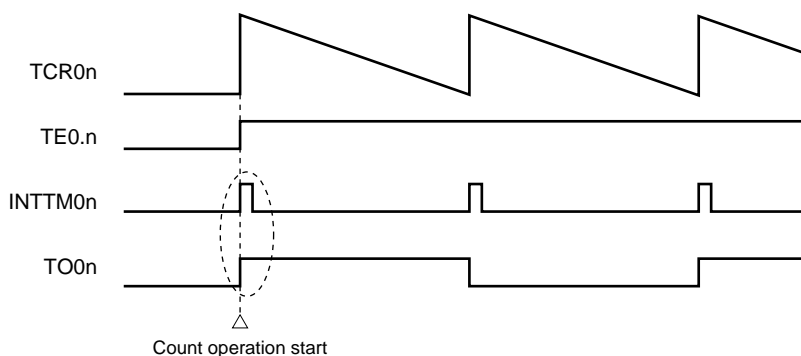 TCR0n
TE0.n
INTTM0n
TO0n
Count operation start